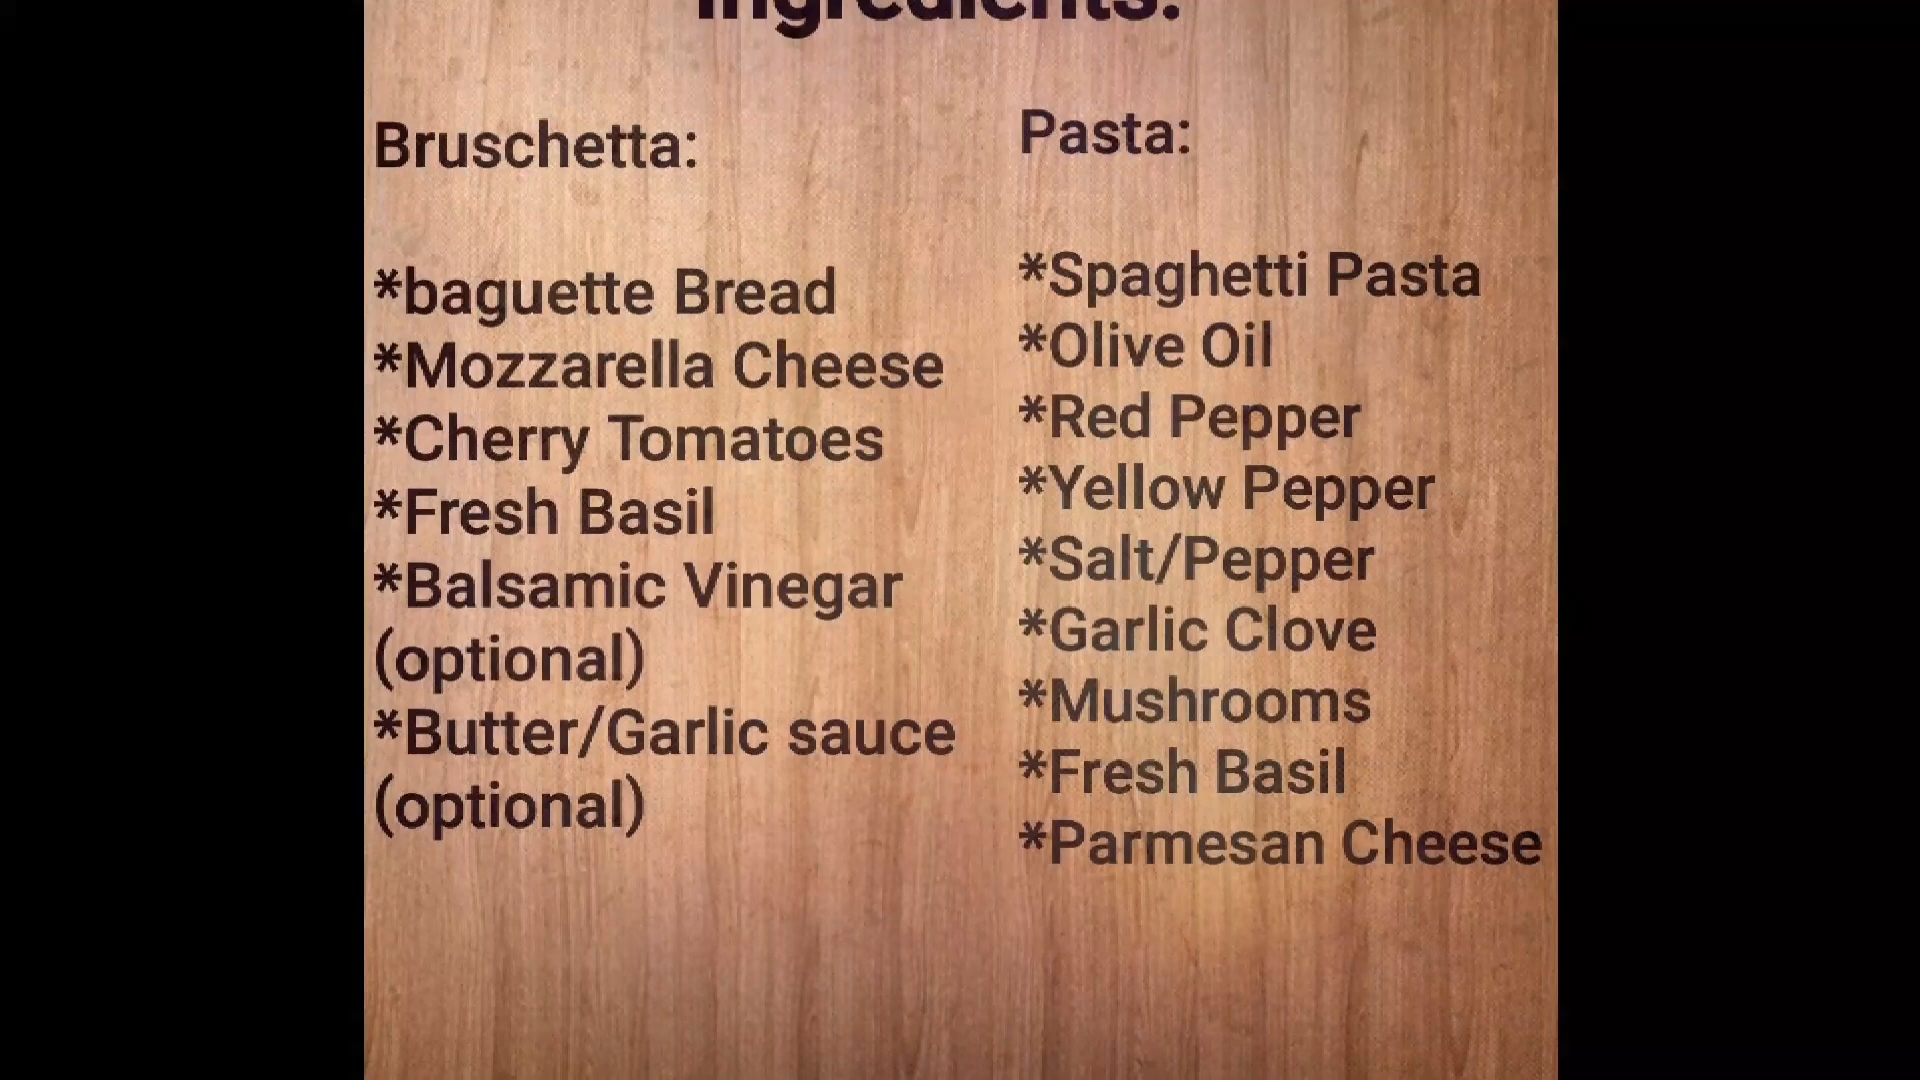 Ingredients:
Bruschetta:
*baguette Bread
*Mozzarella Cheese
*Cherry Tomatoes
*Fresh Basil
*Balsamic Vinegar
(optional)
*Butter/Garlic sauce
(optional)
Pasta:
*Spaghetti Pasta
*Olive Oil
*Red Pepper
*Yellow Pepper
*Salt/Pepper
*Garlic Clove
*Mushrooms
*Fresh Basil
*Parmesan Cheese